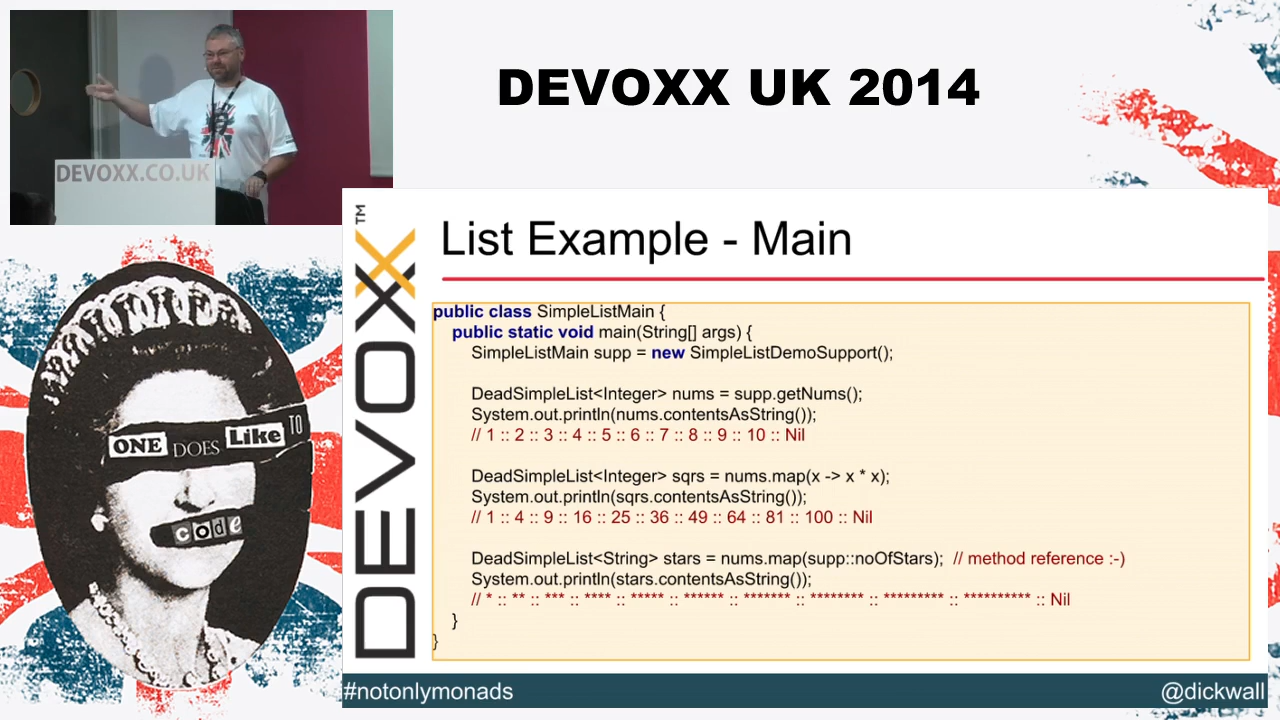 DEVOXX UK 2014
DEVOXX.CO.UK
ONE DOES Like TO
code
DEVOXX™
List Example - Main
public class SimpleListMain {
public static void main(String[] args) {
SimpleListMain supp = new SimpleListDemoSupport();
DeadSimpleList<Integer> nums = supp.getNums();
System.out.println(nums.contentsAsString());
// 1 :: 2 :: 3 :: 4 :: 5 :: 6 :: 7 :: 8 :: 9 :: 10 :: Nil
DeadSimpleList<Integer> sqrs = nums.map(x -> x * x);
System.out.println(sqrs.contentsAsString());
// 1 :: 4 :: 9 :: 16 :: 25 :: 36 :: 49 :: 64 :: 81 :: 100 :: Nil
DeadSimpleList<String> stars = nums.map(supp::noOfStars); // method reference :-)
System.out.println(stars.contentsAsString());
// * :: ** :: *** :: **** :: ***** :: ****** :: ******* :: ******** :: ********* :: ********** :: Nil
}
}
#notonlymonads
@dickwall